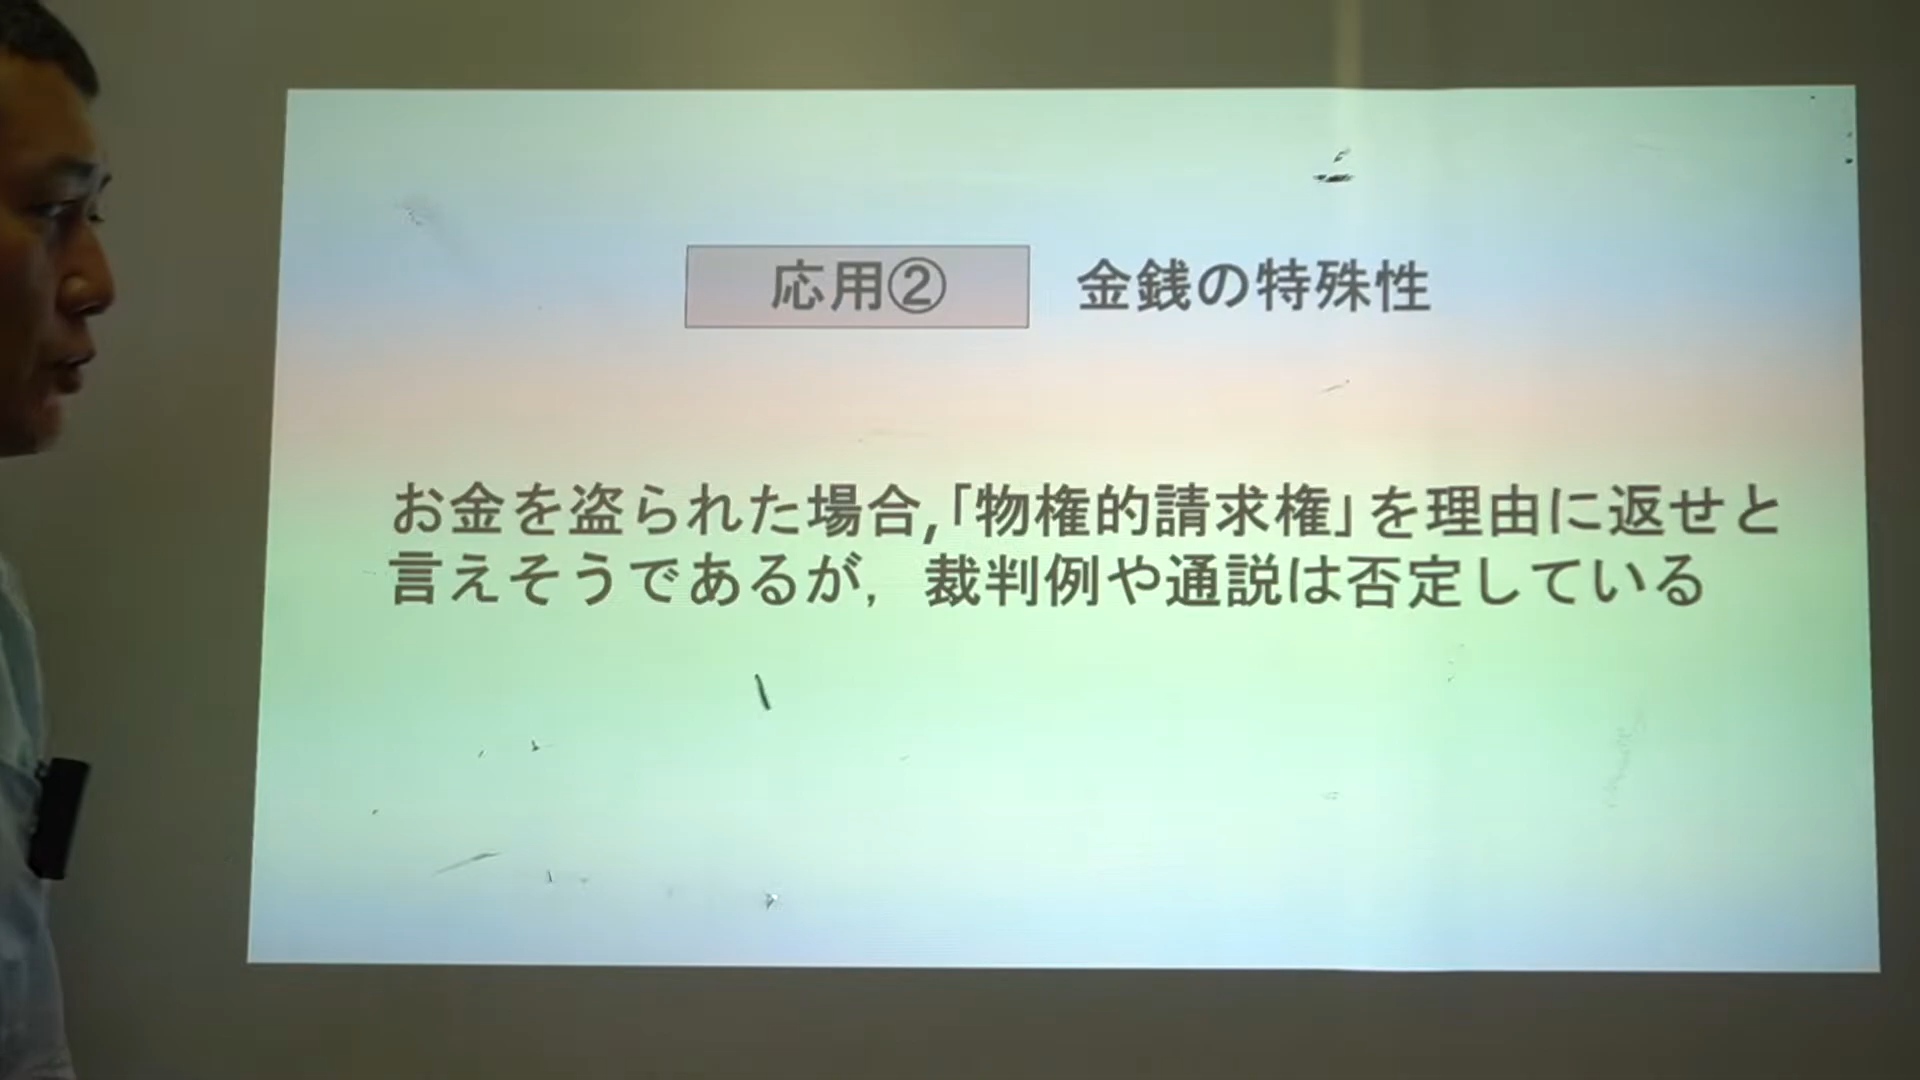 応用② 金銭の特殊性
お金を盗られた場合,「物権的請求権」を理由に返せと
言えそうであるが，裁判例や通説は否定している